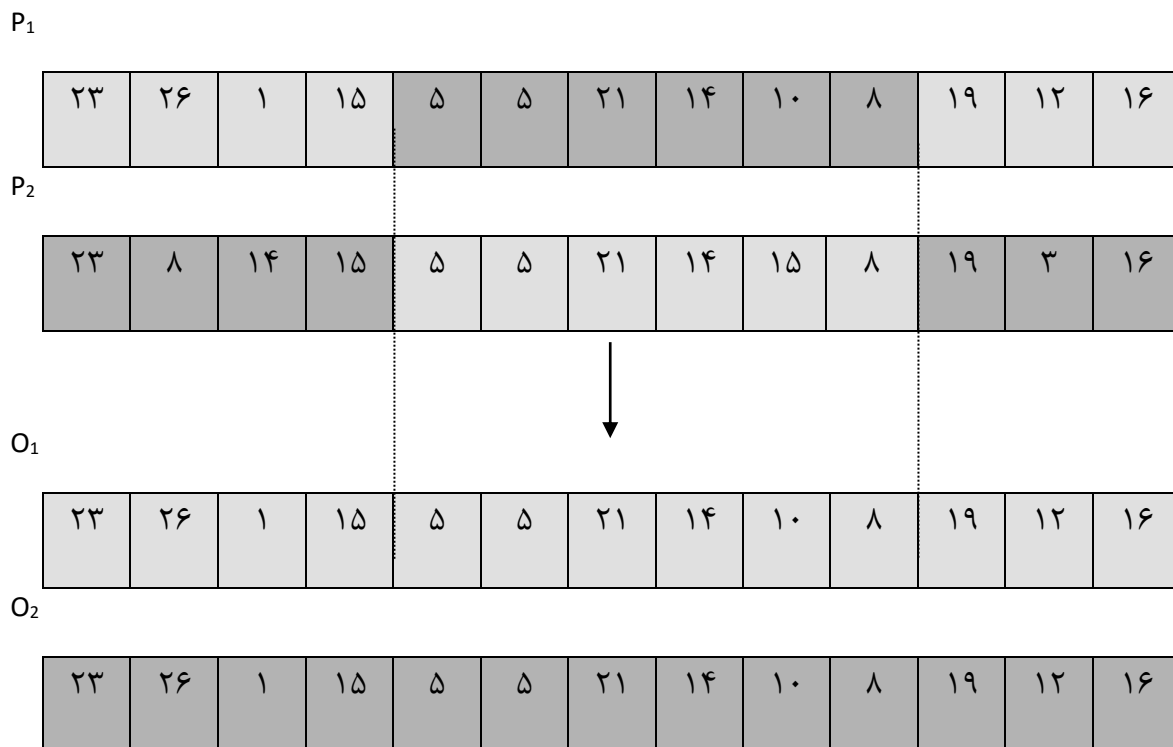 P₁
۲۳ ۲۶ ۱ ۱۵ ۵ ۵ ۲۱ ۱۴ ۱۰ ۸ ۱۹ ۱۲ ۱۶
P₂
۲۳ ۸ ۱۴ ۱۵ ۵ ۵ ۲۱ ۱۴ ۱۵ ۸ ۱۹ ۳ ۱۶
O₁
۲۳ ۲۶ ۱ ۱۵ ۵ ۵ ۲۱ ۱۴ ۱۰ ۸ ۱۹ ۱۲ ۱۶
O₂
۲۳ ۲۶ ۱ ۱۵ ۵ ۵ ۲۱ ۱۴ ۱۰ ۸ ۱۹ ۱۲ ۱۶